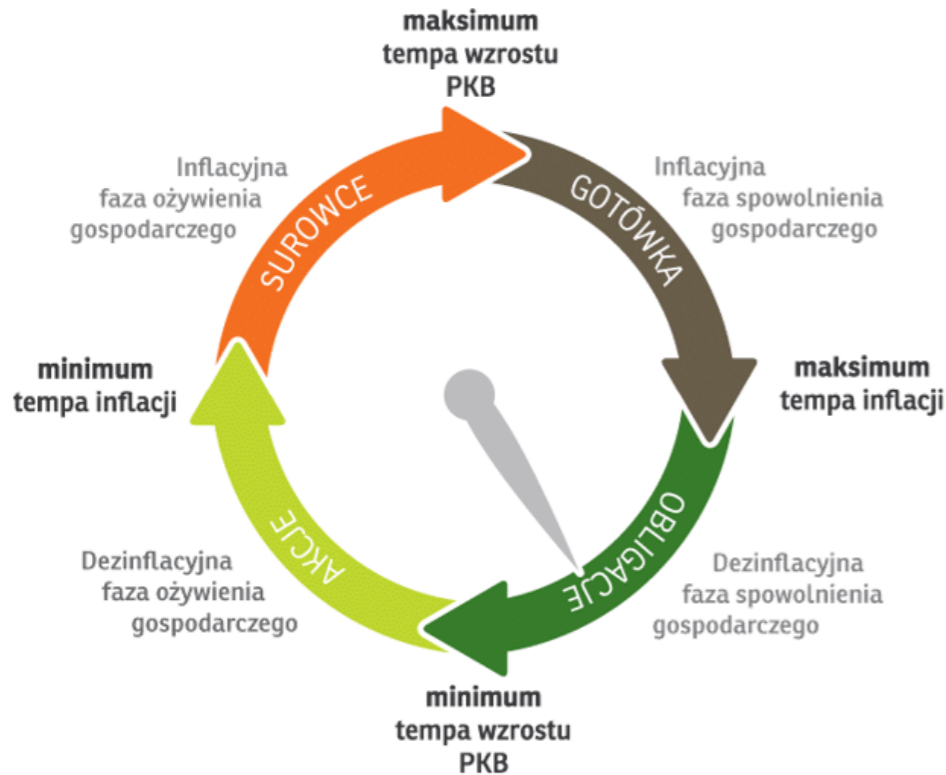 maksimum
tempa wzrostu
PKB
Inflacyjna
faza ożywienia
gospodarczego
SUROWCE
GOTÓWKA
Inflacyjna
faza spowolnienia
gospodarczego
minimum
tempa inflacji
maksimum
tempa inflacji
Dezinflacyjna
faza ożywienia
gospodarczego
AKCJE
OBLIGACJE
Dezinflacyjna
faza spowolnienia
gospodarczego
minimum
tempa wzrostu
PKB